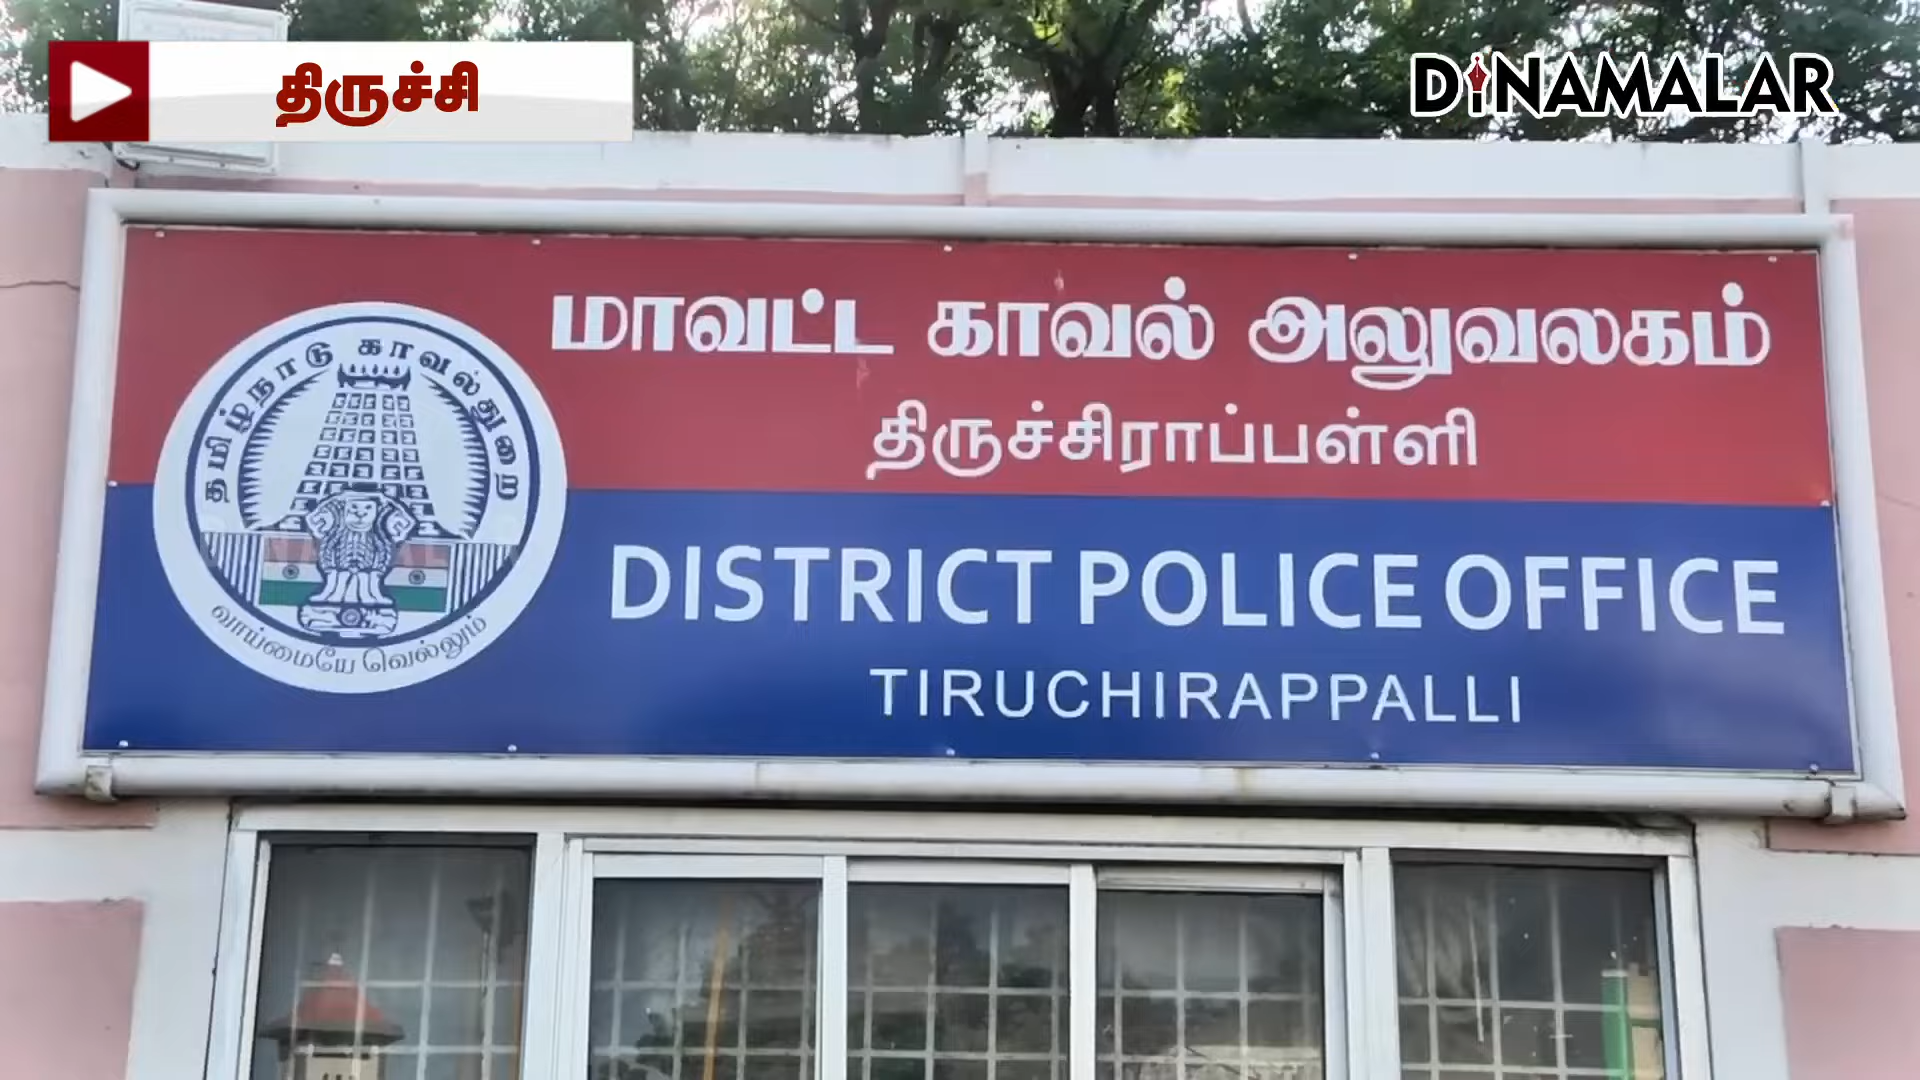 திருச்சி
DINAMALAR
மாவட்ட காவல் அலுவலகம்
திருச்சிராப்பள்ளி
தமிழ்நாடு காவல்துறை
வாய்மையே வெல்லும்
DISTRICT POLICE OFFICE
TIRUCHIRAPPALLI